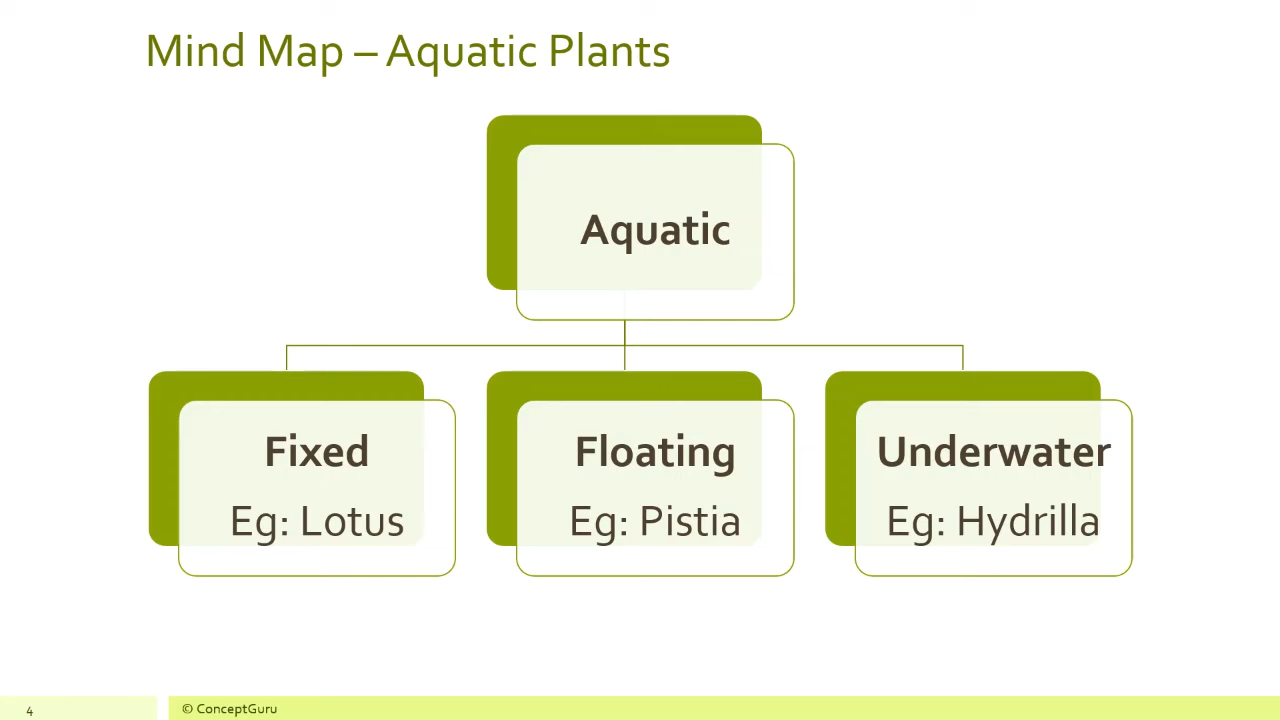 Mind Map – Aquatic Plants
Aquatic
Fixed
Eg: Lotus
Floating
Eg: Pistia
Underwater
Eg: Hydrilla
4
© ConceptGuru